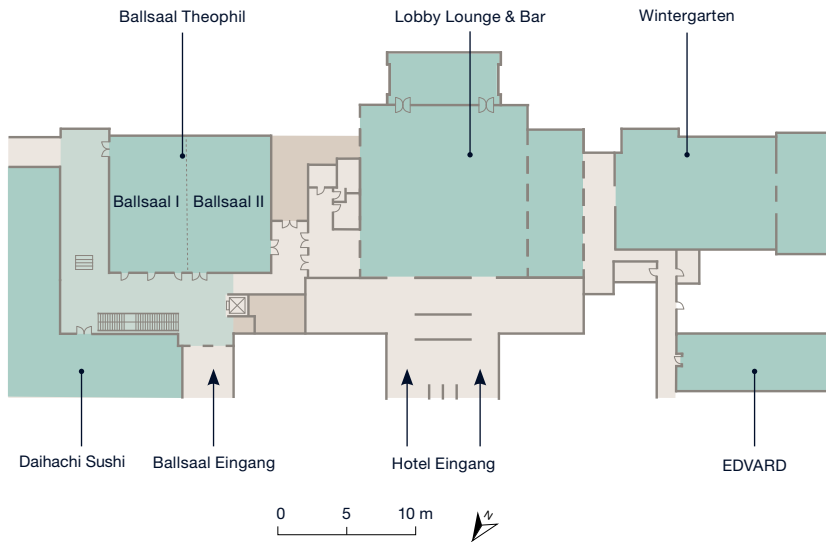 Ballsaal Theophil
Lobby Lounge & Bar
Wintergarten
Ballsaal I
Ballsaal II
Daihachi Sushi
Ballsaal Eingang
Hotel Eingang
EDVARD
0
5
10 m
N